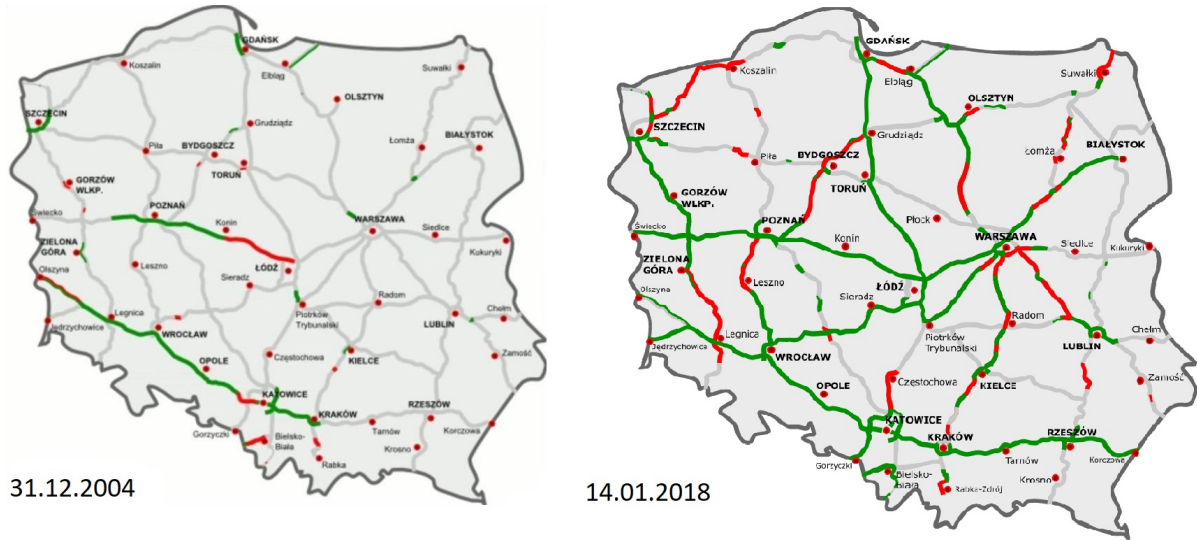 GDAŃSK
Koszalin
Elbląg
Suwałki
OLSZTYN
SZCZECIN
Grudziądz
BIAŁYSTOK
Piła
BYDGOSZCZ
Łomża
TORUŃ
GORZÓW
WLKP.
POZNAŃ
Konin
WARSZAWA
Siedlce
Świecko
Kukuryki
ZIELONA
GÓRA
Olszyna
Leszno
Sieradz
ŁÓDŹ
Radom
Legnica
Piotrków
Trybunalski
LUBLIN
Chełm
Jędrzychowice
WROCŁAW
Częstochowa
KIELCE
Zamość
OPOLE
KATOWICE
KRAKÓW
RZESZÓW
Gorzyczki
Bielsko-
Biała
Tarnów
Korczowa
Krosno
Rabka
31.12.2004
GDAŃSK
Koszalin
Elbląg
Suwałki
OLSZTYN
SZCZECIN
Grudziądz
BIAŁYSTOK
Piła
BYDGOSZCZ
Łomża
TORUŃ
GORZÓW
WLKP.
POZNAŃ
Płock
Konin
WARSZAWA
Siedlce
Świecko
Kukuryki
ZIELONA
GÓRA
Olszyna
Leszno
Sieradz
ŁÓDŹ
Radom
Legnica
Piotrków
Trybunalski
LUBLIN
Chełm
Jędrzychowice
WROCŁAW
Częstochowa
KIELCE
Zamość
OPOLE
KATOWICE
KRAKÓW
RZESZÓW
Gorzyczki
Bielsko-
Biała
Tarnów
Korczowa
Krosno
Rabka-Zdrój
14.01.2018